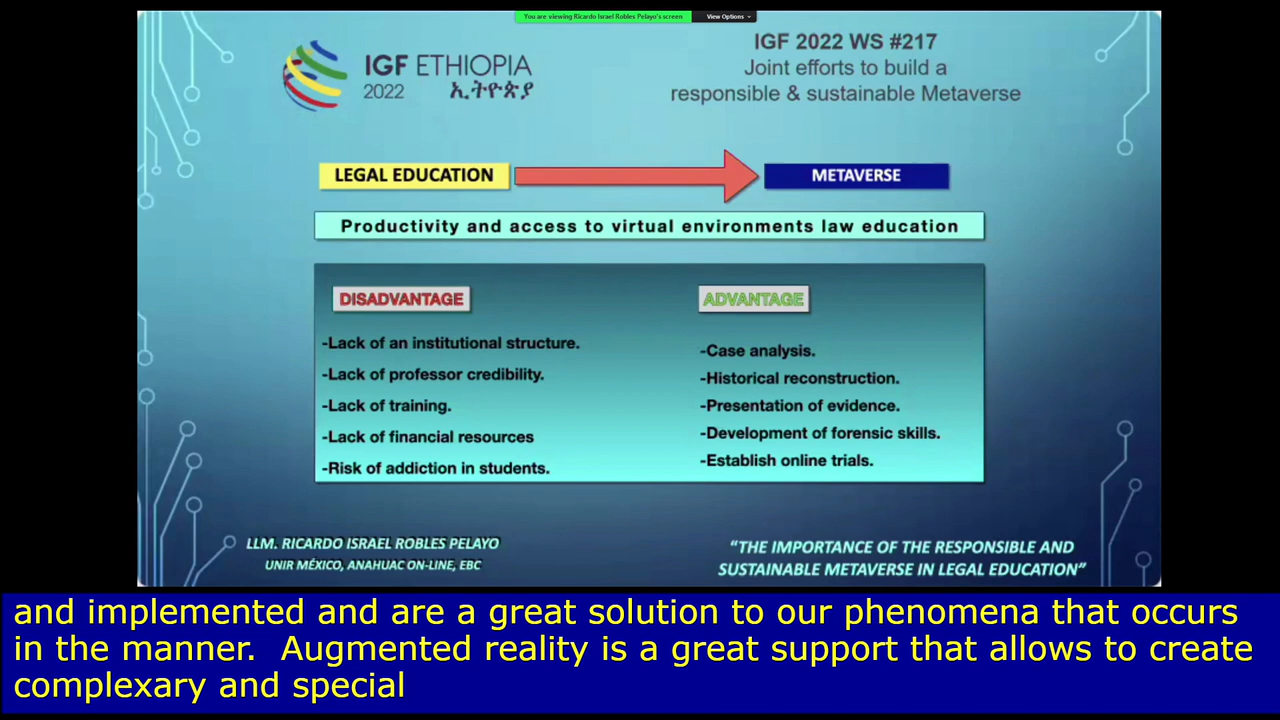 You are viewing Ricardo Israel Robles Pelayo's screen
View Options
IGF ETHIOPIA
2022 ኢትዮጵያ
IGF 2022 WS #217
Joint efforts to build a
responsible & sustainable Metaverse
LEGAL EDUCATION
METAVERSE
Productivity and access to virtual environments law education
DISADVANTAGE
-Lack of an institutional structure.
-Lack of professor credibility.
-Lack of training.
-Lack of financial resources
-Risk of addiction in students.
ADVANTAGE
-Case analysis.
-Historical reconstruction.
-Presentation of evidence.
-Development of forensic skills.
-Establish online trials.
LLM. RICARDO ISRAEL ROBLES PELAYO
UNIR MÉXICO, ANAHUAC ON-LINE, EBC
“THE IMPORTANCE OF THE RESPONSIBLE AND
SUSTAINABLE METAVERSE IN LEGAL EDUCATION”
and implemented and are a great solution to our phenomena that occurs
in the manner.  Augmented reality is a great support that allows to create
complexary and special